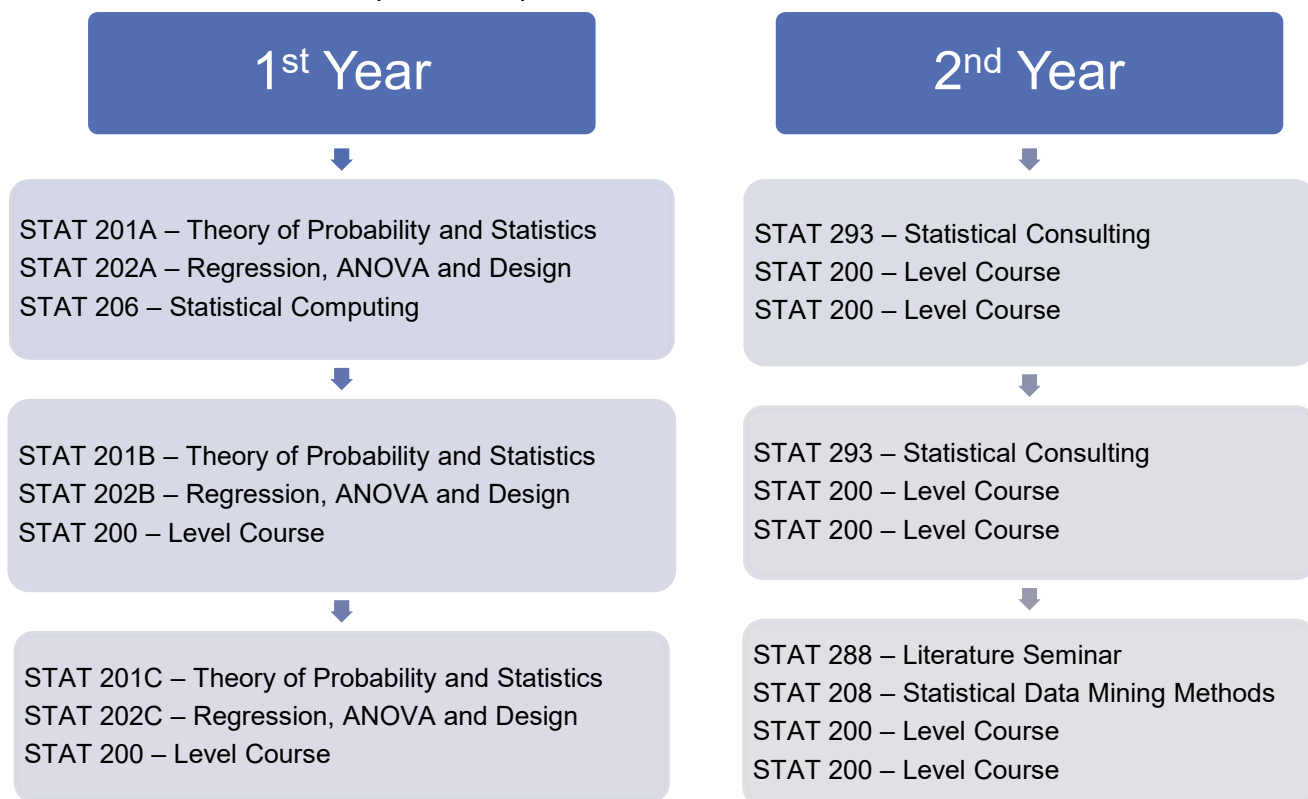 1st Year
STAT 201A – Theory of Probability and Statistics
STAT 202A – Regression, ANOVA and Design
STAT 206 – Statistical Computing
STAT 201B – Theory of Probability and Statistics
STAT 202B – Regression, ANOVA and Design
STAT 200 – Level Course
STAT 201C – Theory of Probability and Statistics
STAT 202C – Regression, ANOVA and Design
STAT 200 – Level Course
2nd Year
STAT 293 – Statistical Consulting
STAT 200 – Level Course
STAT 200 – Level Course
STAT 293 – Statistical Consulting
STAT 200 – Level Course
STAT 200 – Level Course
STAT 288 – Literature Seminar
STAT 208 – Statistical Data Mining Methods
STAT 200 – Level Course
STAT 200 – Level Course